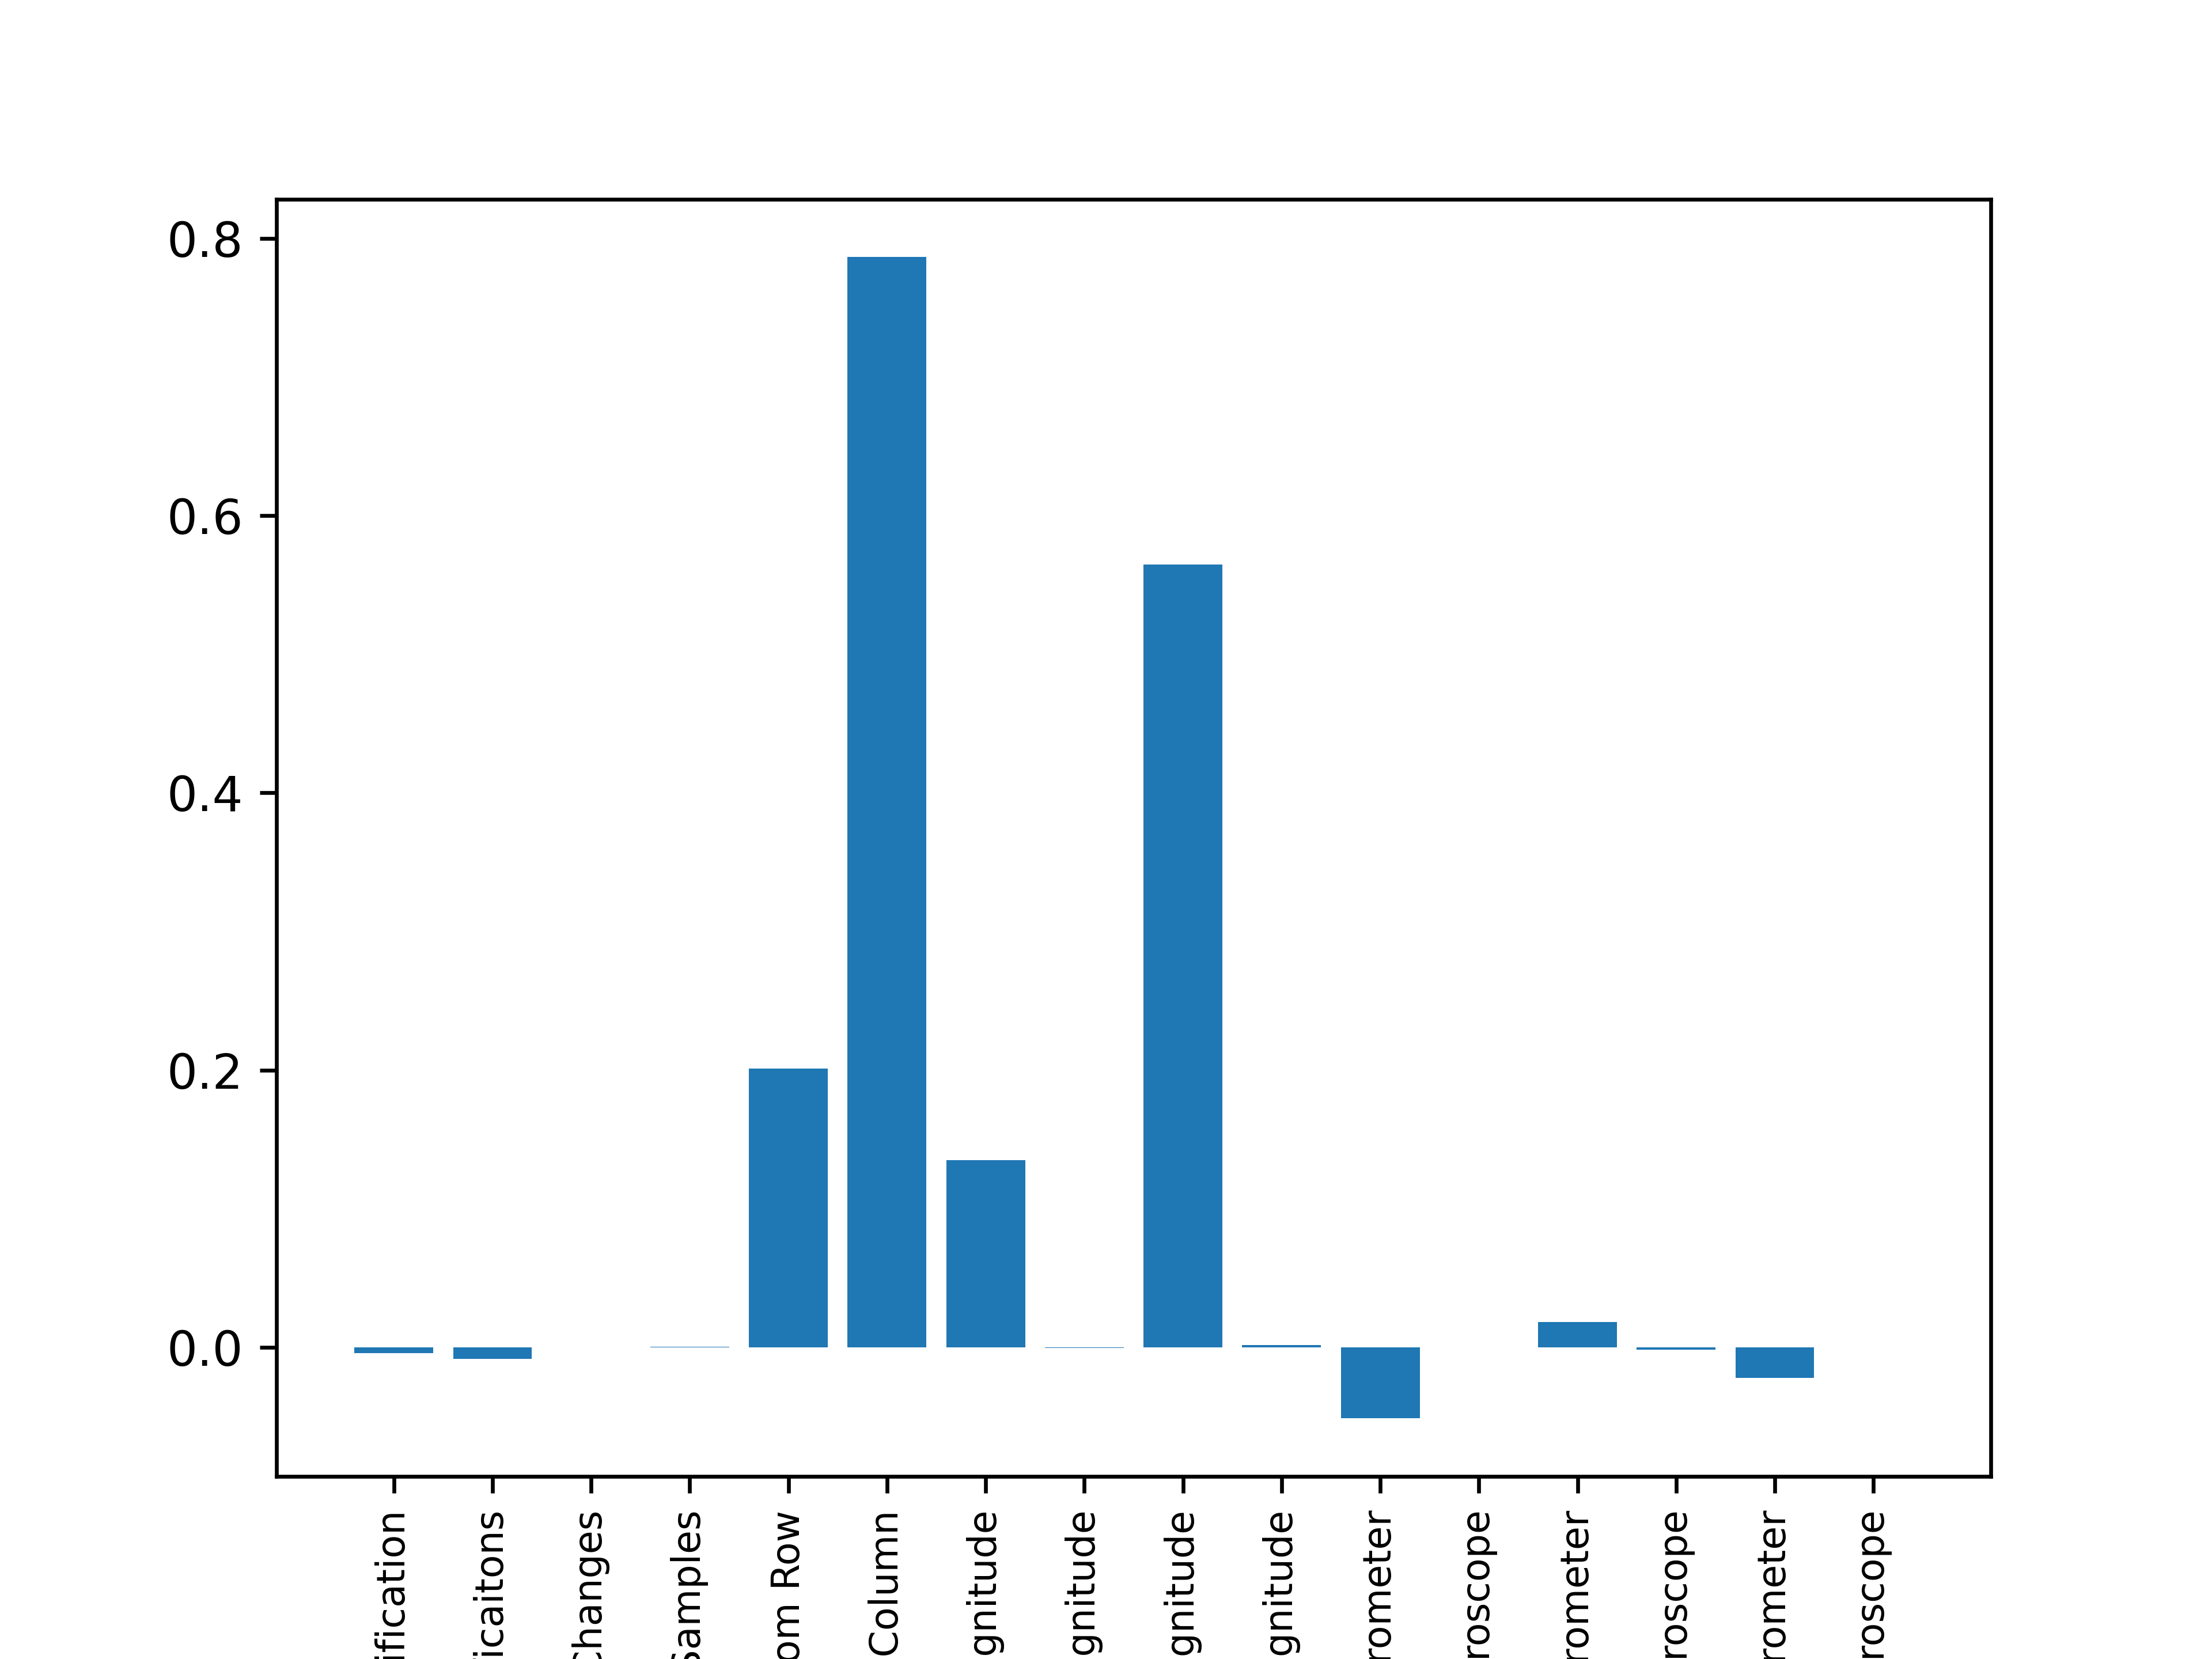 0.8
0.6
0.4
0.2
0.0
ification
icaitons
Changes
Samples
om Row
Column
gnitude
gnitude
gnitude
gnitude
rometer
roscope
rometer
roscope
rometer
roscope